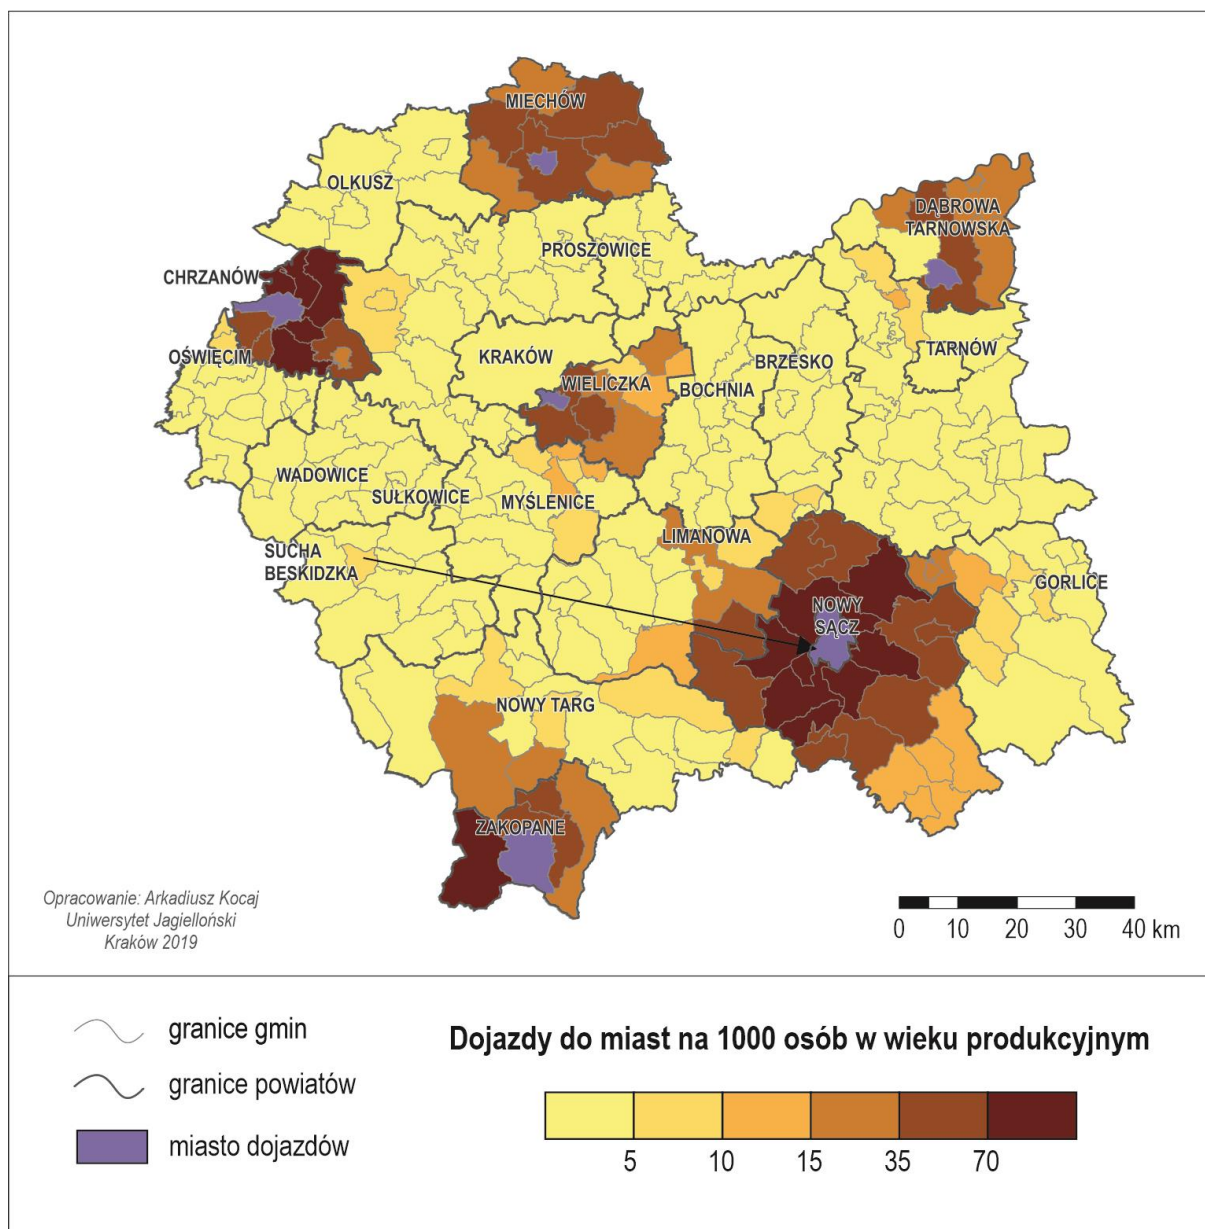 MIECHÓW
OLKUSZ
DĄBROWA
TARNOWSKA
PROSZOWICE
CHRZANÓW
OŚWIĘCIM
KRAKÓW
WIELICZKA
BOCHNIA
BRZESKO
TARNÓW
WADOWICE
SUŁKOWICE
MYŚLENICE
LIMANOWA
SUCHA
BESKIDZKA
GORLICE
NOWY
SĄCZ
NOWY TARG
ZAKOPANE
Opracowanie: Arkadiusz Kocaj
Uniwersytet Jagielloński
Kraków 2019
0 10 20 30 40 km
granice gmin
granice powiatów
miasto dojazdów
Dojazdy do miast na 1000 osób w wieku produkcyjnym
5 10 15 35 70